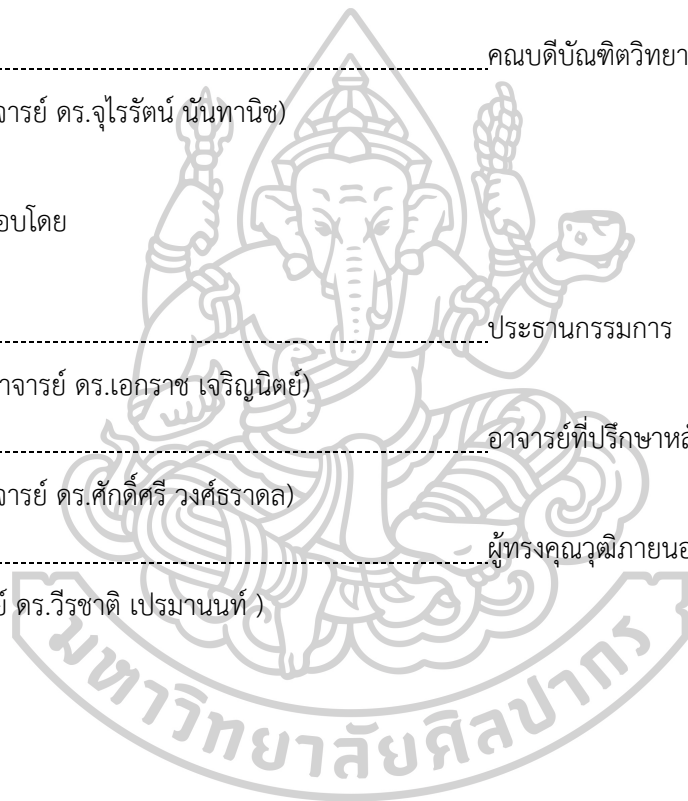 คณบดีบัณฑิตวิทยา
จารย์ ดร.จุไรรัตน์ นันทานิช)
อบโดย
ประธานกรรมการ
าจารย์ ดร.เอกราช เจริญนิตย์)
อาจารย์ที่ปรึกษาหลั
จารย์ ดร.ศักดิ์ศรี วงศ์ธราดล)
ผู้ทรงคุณวุฒิภายนอ
ย์ ดร.วีรชาติ เปรมานนท์ )
มหาวิทยาลัยศิลปากร